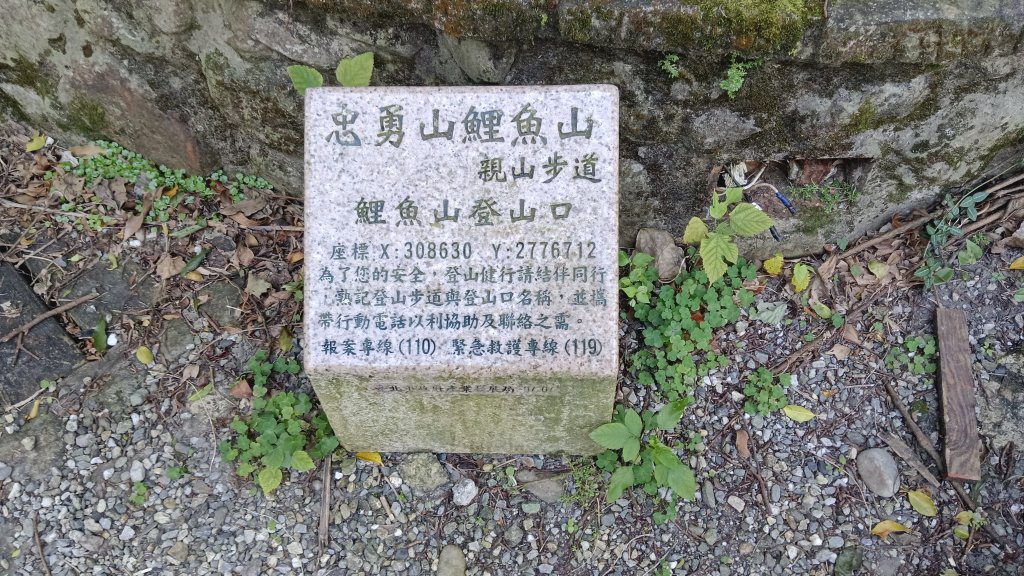 忠勇山鯉魚山
親山步道
鯉魚山登山口
座標X:308630 Y:2776712
為了您的安全，登山健行請結伴同行
，熟記登山步道與登山口名稱，並攜
帶行動電話以利協助及聯絡之需。
報案專線(110) 緊急救護專線(119)